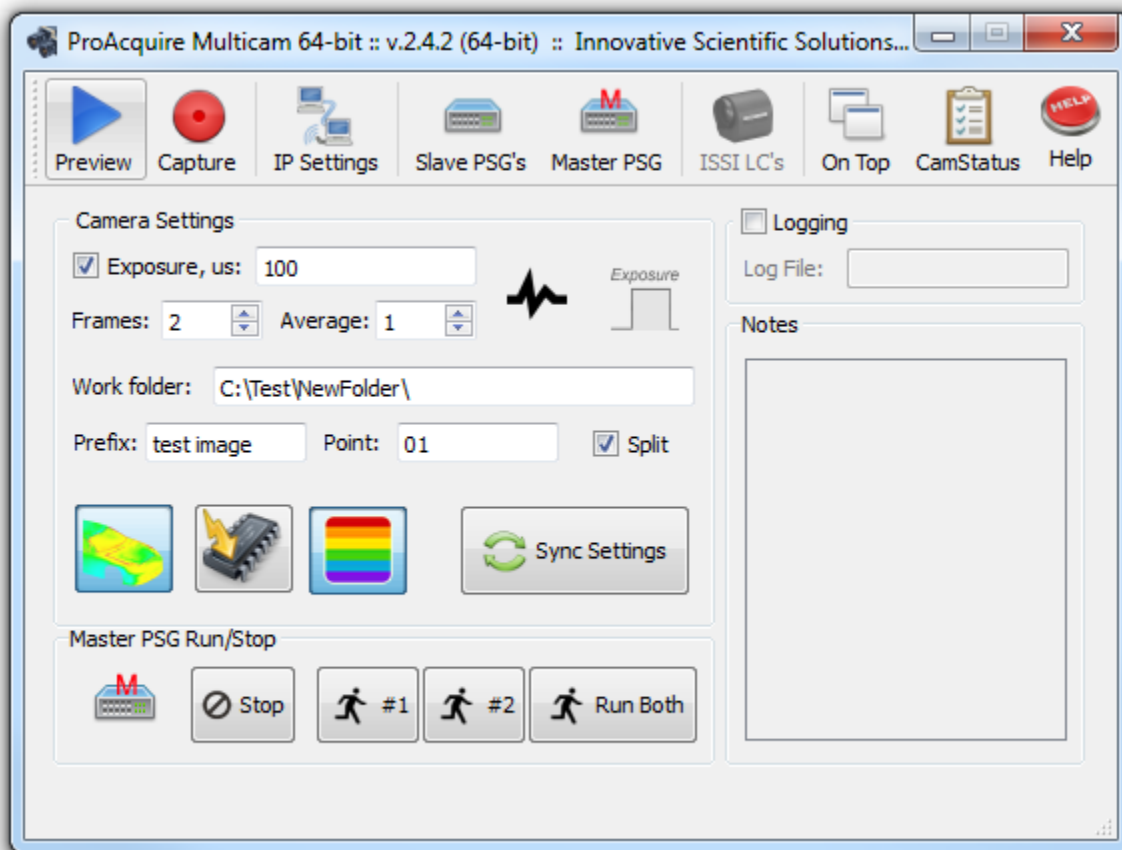 ProAcquire Multicam 64-bit :: v.2.4.2 (64-bit) :: Innovative Scientific Solutions...
Preview
Capture
IP Settings
Slave PSG's
M
Master PSG
ISSI LC's
On Top
CamStatus
HELP
Help
Camera Settings
Exposure, us: 100
Exposure
Frames: 2 Average: 1
Work folder: C:\Test\NewFolder\
Prefix: test image Point: 01 Split
Sync Settings
Master PSG Run/Stop
M
Stop
#1
#2
Run Both
Logging
Log File:
Notes